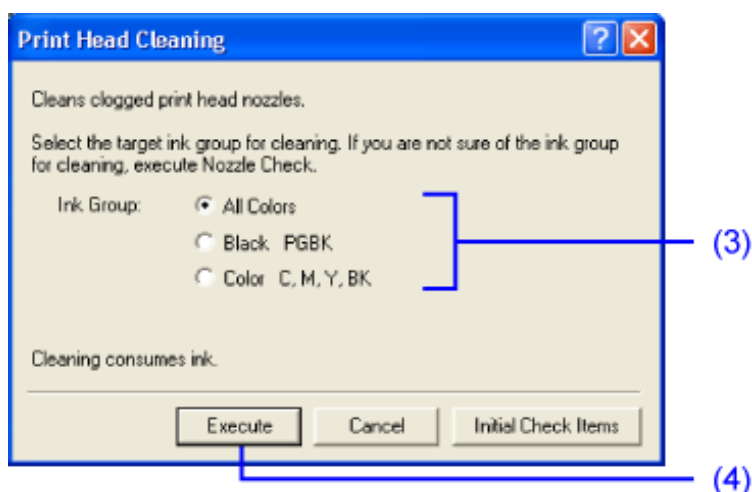 Print Head Cleaning
Cleans clogged print head nozzles.
Select the target ink group for cleaning. If you are not sure of the ink group
for cleaning, execute Nozzle Check.
Ink Group: All Colors
Black PGBK
Color C, M, Y, BK
(3)
Cleaning consumes ink.
Execute Cancel Initial Check Items
(4)